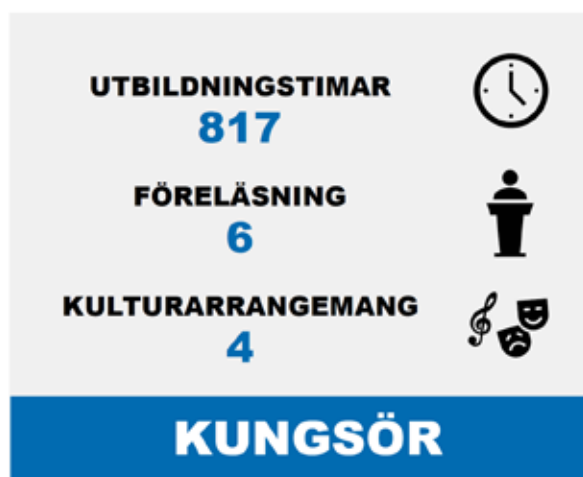 UTBILDNINGSTIMAR
817
FÖRELÄSNING
6
KULTURARRANGEMANG
4
KUNGSÖR